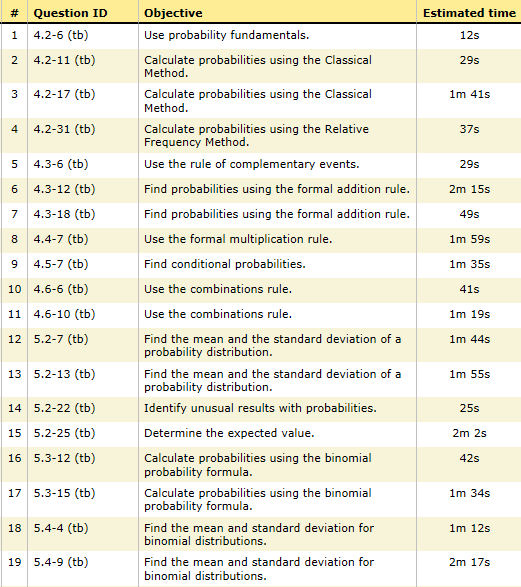 # Question ID Objective Estimated time
1 4.2-6 (tb) Use probability fundamentals. 12s
2 4.2-11 (tb) Calculate probabilities using the Classical 29s
Method.
3 4.2-17 (tb) Calculate probabilities using the Classical 1m 41s
Method.
4 4.2-31 (tb) Calculate probabilities using the Relative 37s
Frequency Method.
5 4.3-6 (tb) Use the rule of complementary events. 29s
6 4.3-12 (tb) Find probabilities using the formal addition rule. 2m 15s
7 4.3-18 (tb) Find probabilities using the formal addition rule. 49s
8 4.4-7 (tb) Use the formal multiplication rule. 1m 59s
9 4.5-7 (tb) Find conditional probabilities. 1m 35s
10 4.6-6 (tb) Use the combinations rule. 41s
11 4.6-10 (tb) Use the combinations rule. 1m 19s
12 5.2-7 (tb) Find the mean and the standard deviation of a 1m 44s
probability distribution.
13 5.2-13 (tb) Find the mean and the standard deviation of a 1m 55s
probability distribution.
14 5.2-22 (tb) Identify unusual results with probabilities. 25s
15 5.2-25 (tb) Determine the expected value. 2m 2s
16 5.3-12 (tb) Calculate probabilities using the binomial 42s
probability formula.
17 5.3-15 (tb) Calculate probabilities using the binomial 1m 34s
probability formula.
18 5.4-4 (tb) Find the mean and standard deviation for 1m 12s
binomial distributions.
19 5.4-9 (tb) Find the mean and standard deviation for 2m 17s
binomial distributions.